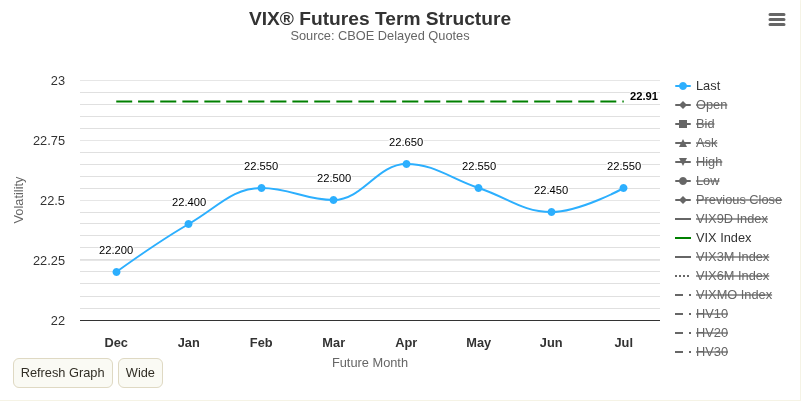 VIX® Futures Term Structure
Source: CBOE Delayed Quotes
Volatility
23
22.75
22.5
22.25
22
22.91
22.200
22.400
22.550
22.500
22.650
22.550
22.450
22.550
Dec Jan Feb Mar Apr May Jun Jul
Future Month
Last
Open
Bid
Ask
High
Low
Previous Close
VIX9D Index
VIX Index
VIX3M Index
VIX6M Index
VIXMO Index
HV10
HV20
HV30
Refresh Graph Wide